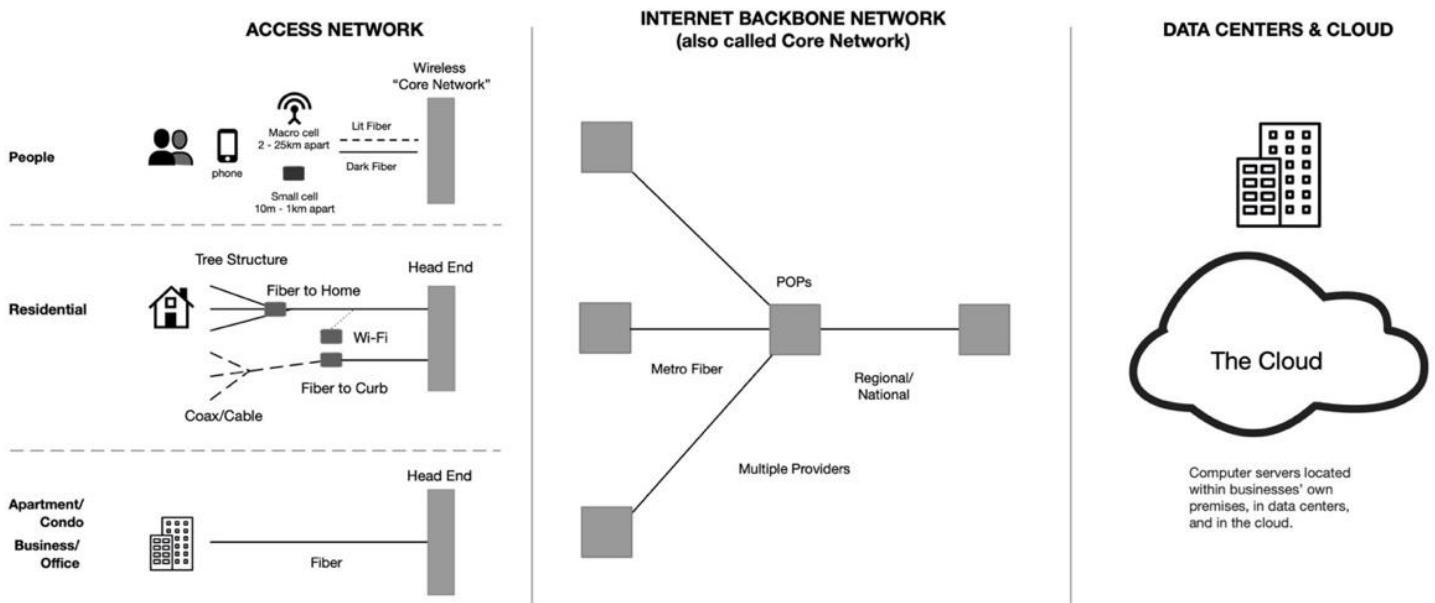 ACCESS NETWORK
Wireless
“Core Network”
Macro cell
2 - 25km apart
Lit Fiber
Dark Fiber
People
phone
Small cell
10m - 1km apart
Tree Structure
Head End
Fiber to Home
Residential
Wi-Fi
Fiber to Curb
Coax/Cable
Head End
Apartment/
Condo
Business/
Office
Fiber
INTERNET BACKBONE NETWORK
(also called Core Network)
POPs
Metro Fiber
Regional/
National
Multiple Providers
DATA CENTERS & CLOUD
The Cloud
Computer servers located
within businesses’ own
premises, in data centers,
and in the cloud.